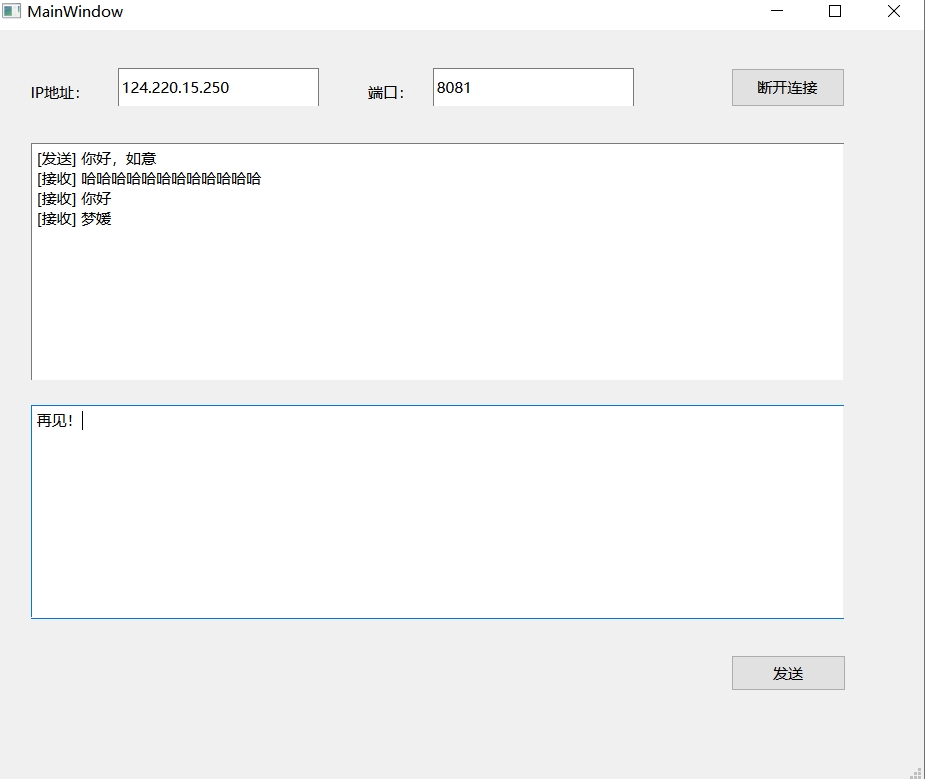 MainWindow
IP地址： 124.220.15.250 端口： 8081 断开连接
[发送] 你好，如意
[接收] 哈哈哈哈哈哈哈哈哈哈哈哈
[接收] 你好
[接收] 梦媛
再见！
发送